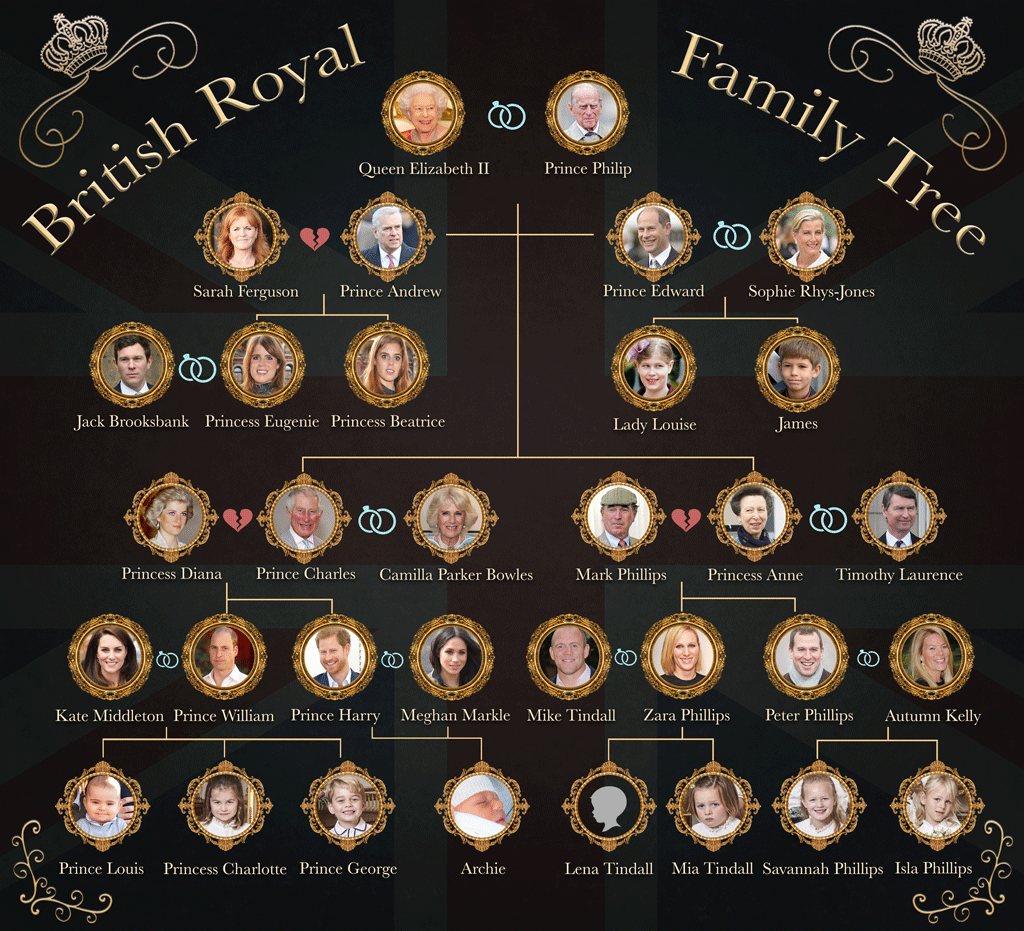 British Royal Family Tree
Queen Elizabeth II Prince Philip
Sarah Ferguson Prince Andrew Prince Edward Sophie Rhys-Jones
Jack Brooksbank Princess Eugenie Princess Beatrice Lady Louise James
Princess Diana Prince Charles Camilla Parker Bowles Mark Phillips Princess Anne Timothy Laurence
Kate Middleton Prince William Prince Harry Meghan Markle Mike Tindall Zara Phillips Peter Phillips Autumn Kelly
Prince Louis Princess Charlotte Prince George Archie Lena Tindall Mia Tindall Savannah Phillips Isla Phillips